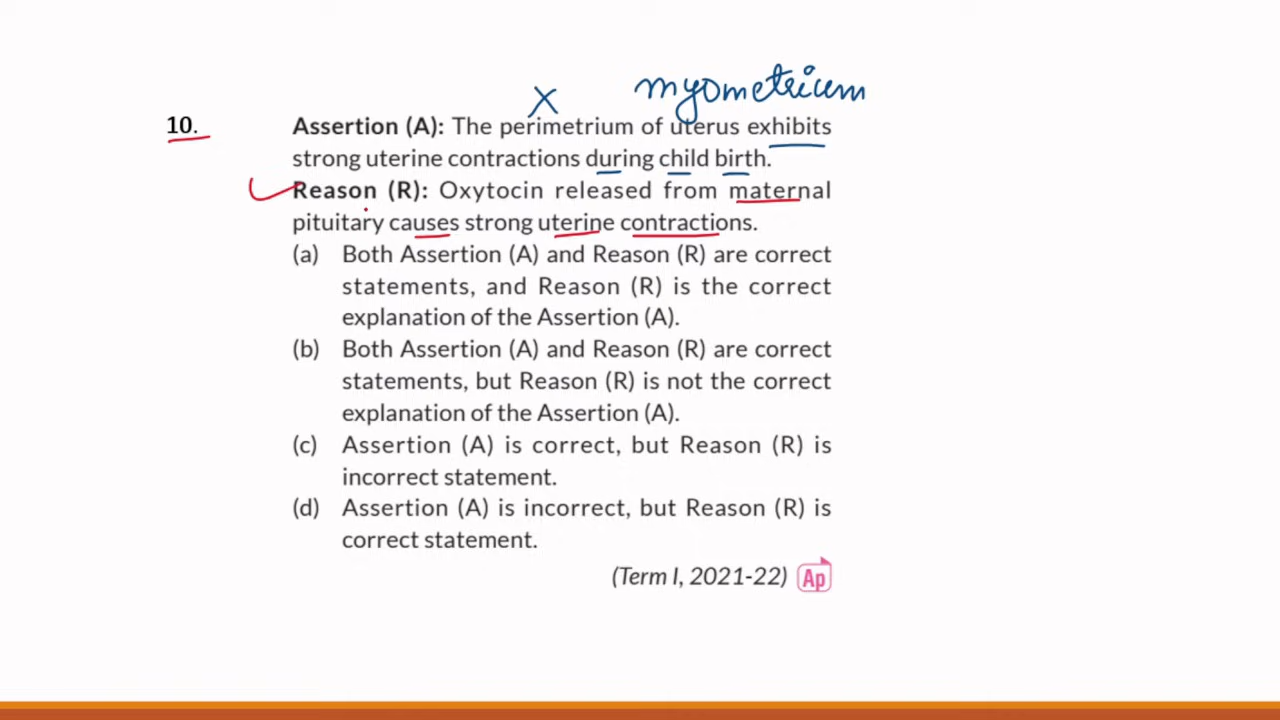 x myometrium
10. Assertion (A): The perimetrium of uterus exhibits
strong uterine contractions during child birth.
Reason (R): Oxytocin released from maternal
pituitary causes strong uterine contractions.
(a) Both Assertion (A) and Reason (R) are correct
statements, and Reason (R) is the correct
explanation of the Assertion (A).
(b) Both Assertion (A) and Reason (R) are correct
statements, but Reason (R) is not the correct
explanation of the Assertion (A).
(c) Assertion (A) is correct, but Reason (R) is
incorrect statement.
(d) Assertion (A) is incorrect, but Reason (R) is
correct statement.
(Term I, 2021-22) Ap